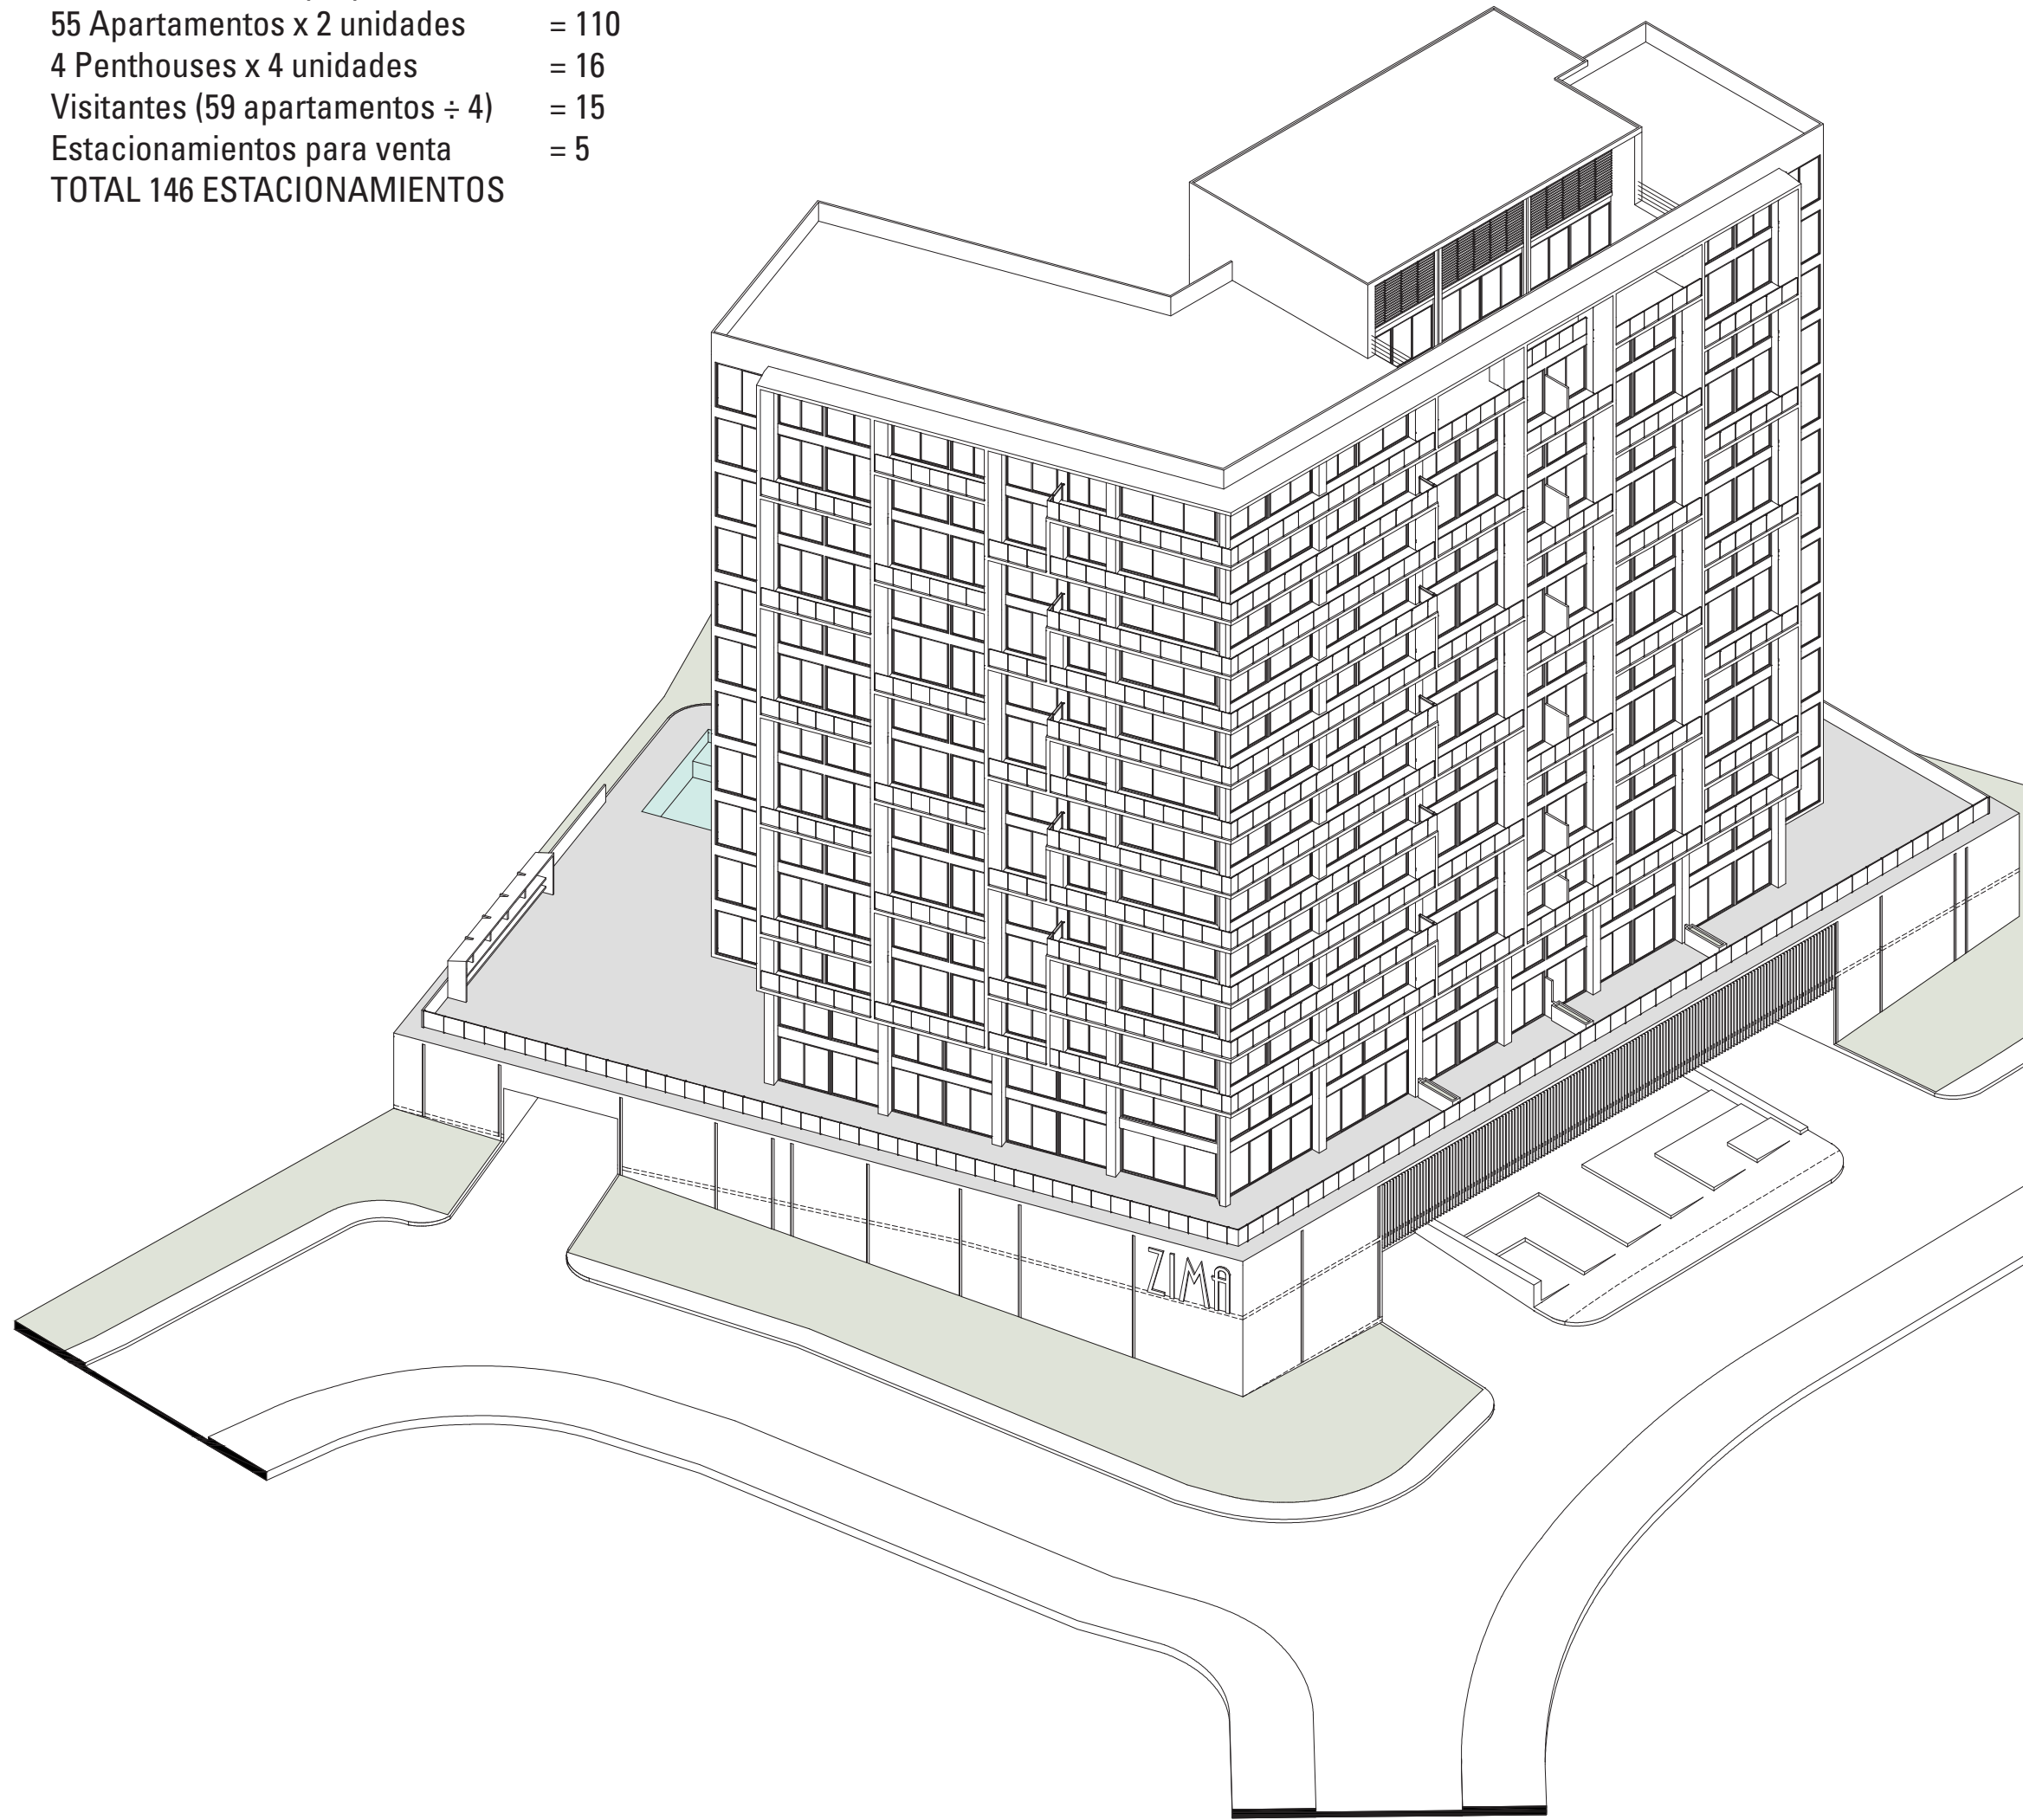 55 Apartamentos x 2 unidades = 110
4 Penthouses x 4 unidades = 16
Visitantes (59 apartamentos ÷ 4) = 15
Estacionamientos para venta = 5
TOTAL 146 ESTACIONAMIENTOS
ZIMA